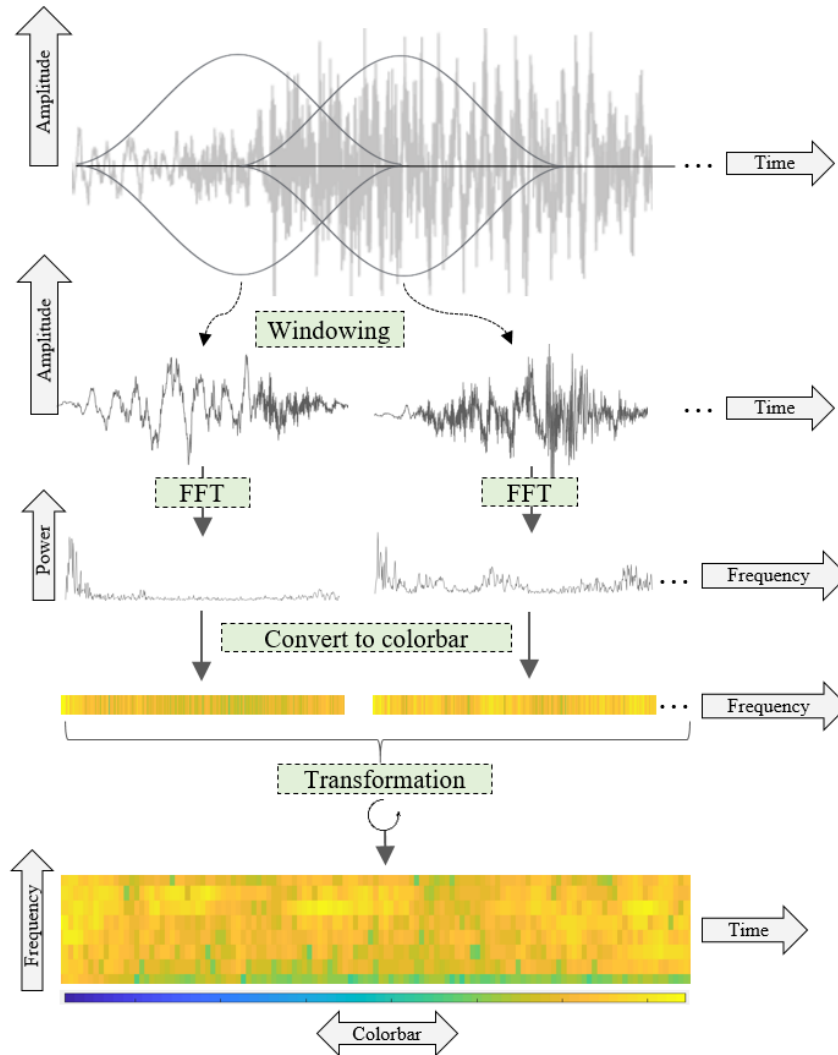 Amplitude
...
Time
Amplitude
Windowing
...
Time
FFT
FFT
Power
...
Frequency
Convert to colorbar
...
Frequency
Transformation
Frequency
Time
Colorbar